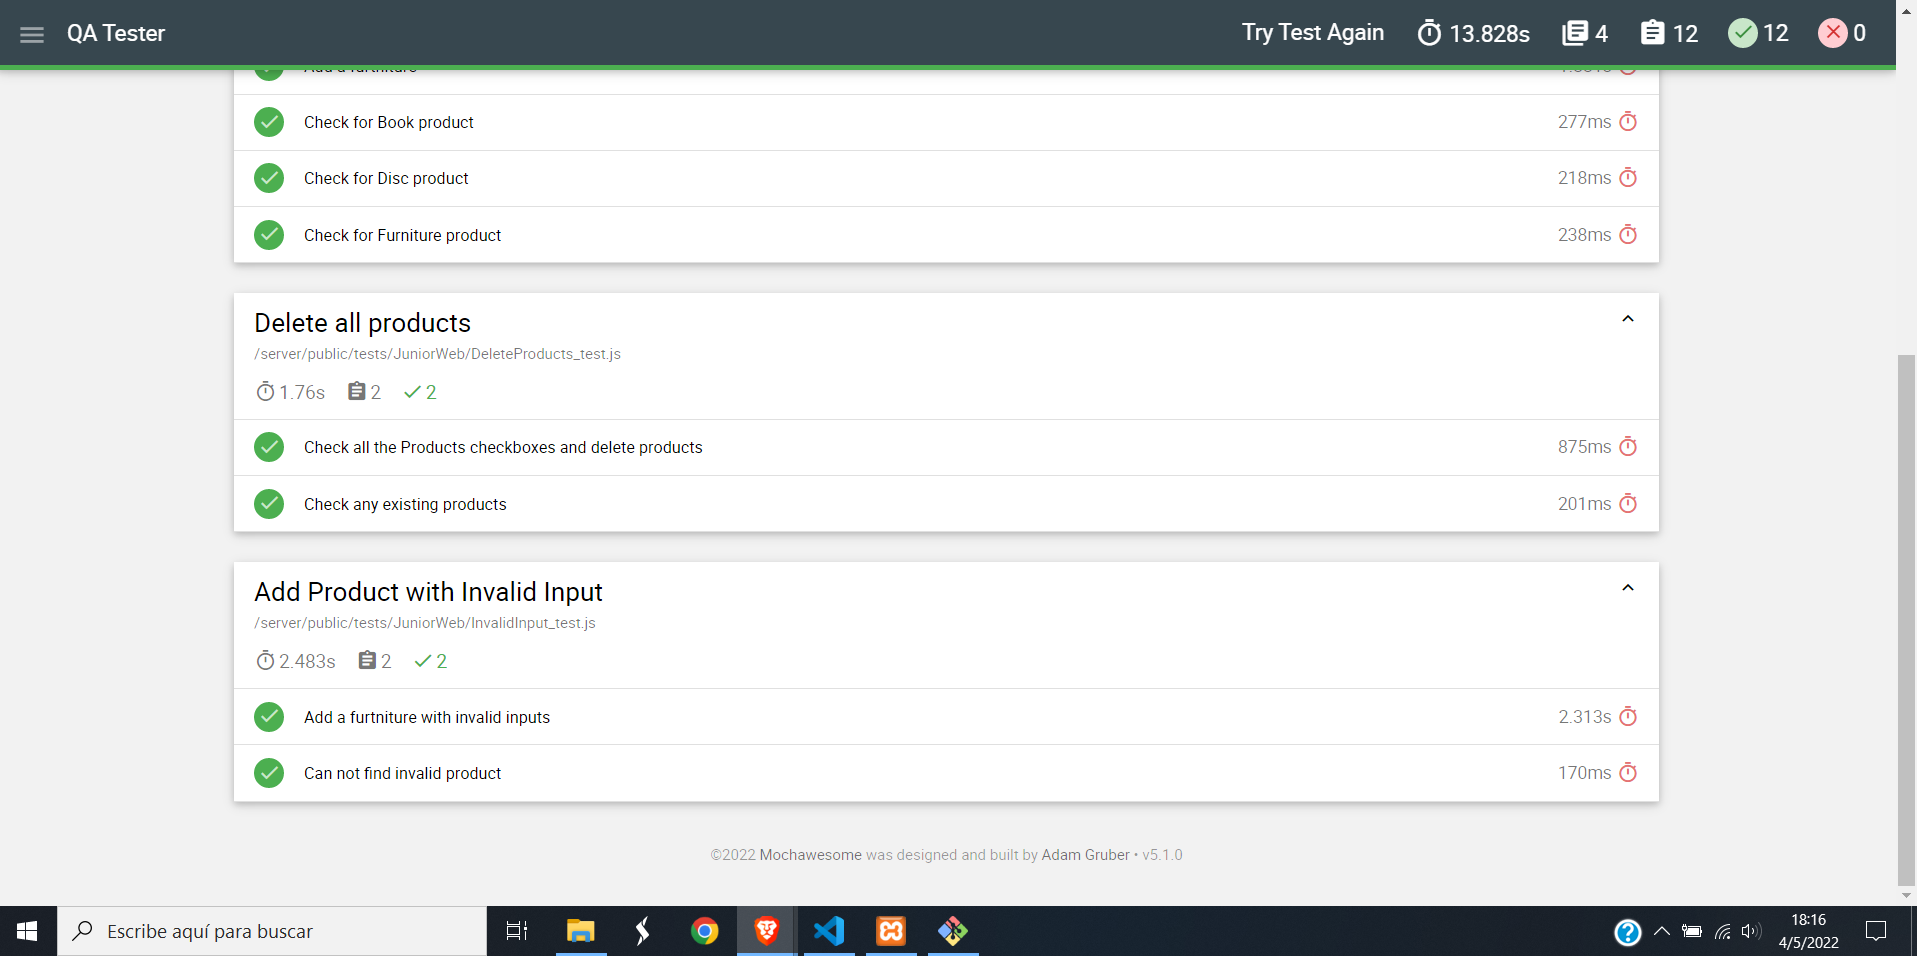 QA Tester
Try Test Again 13.828s 4 12 12 0
Add a furtniture
Check for Book product 277ms
Check for Disc product 218ms
Check for Furniture product 238ms
Delete all products
/server/public/tests/JuniorWeb/DeleteProducts_test.js
1.76s 2 2
Check all the Products checkboxes and delete products 875ms
Check any existing products 201ms
Add Product with Invalid Input
/server/public/tests/JuniorWeb/InvalidInput_test.js
2.483s 2 2
Add a furtniture with invalid inputs 2.313s
Can not find invalid product 170ms
©2022 Mochawesome was designed and built by Adam Gruber • v5.1.0
Escribe aquí para buscar
18:16
4/5/2022